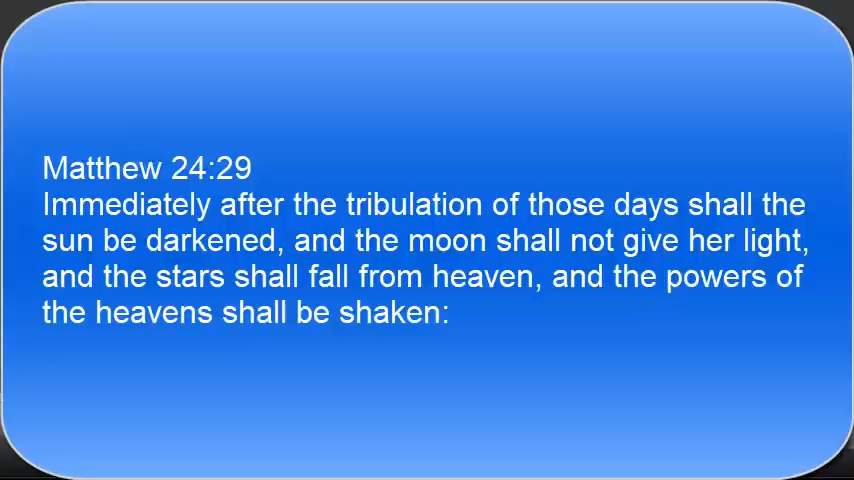 Matthew 24:29
Immediately after the tribulation of those days shall the
sun be darkened, and the moon shall not give her light,
and the stars shall fall from heaven, and the powers of
the heavens shall be shaken: